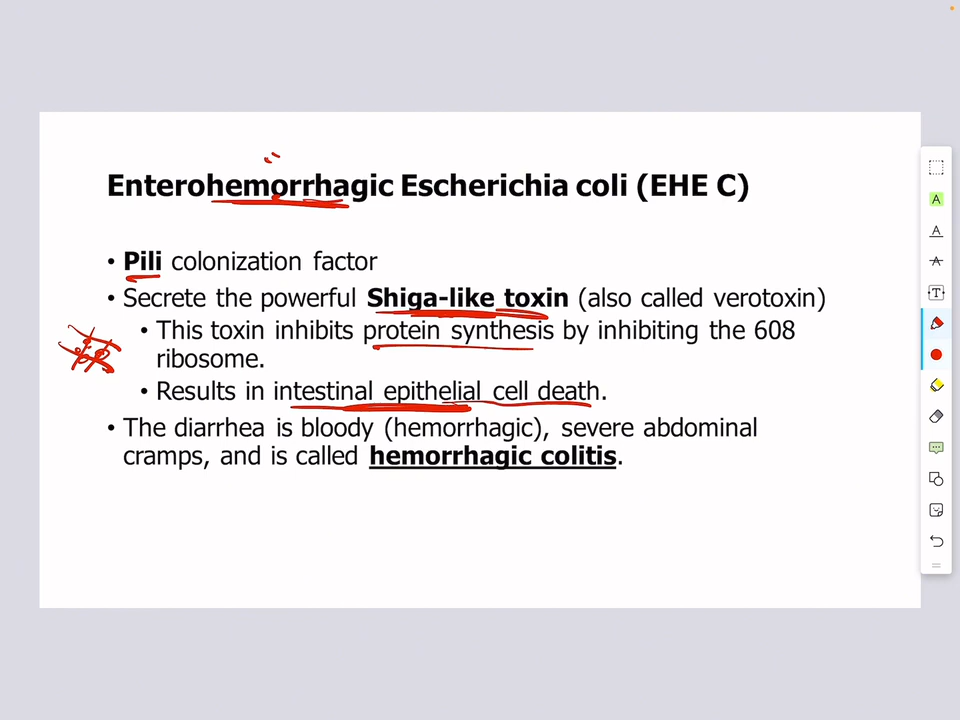 Enterohemorrhagic Escherichia coli (EHE C)
• Pili colonization factor
• Secrete the powerful Shiga-like toxin (also called verotoxin)
• This toxin inhibits protein synthesis by inhibiting the 608
ribosome.
• Results in intestinal epithelial cell death.
• The diarrhea is bloody (hemorrhagic), severe abdominal
cramps, and is called hemorrhagic colitis.
A
A
A
T